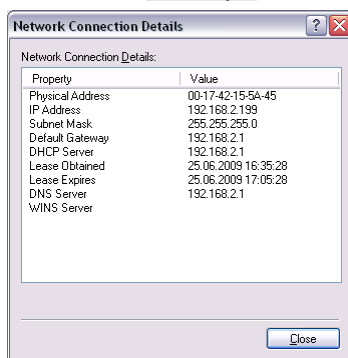 Network Connection Details
Network Connection Details:
Property Value
Physical Address 00-17-42-15-5A-45
IP Address 192.168.2.199
Subnet Mask 255.255.255.0
Default Gateway 192.168.2.1
DHCP Server 192.168.2.1
Lease Obtained 25.06.2009 16:35:28
Lease Expires 25.06.2009 17:05:28
DNS Server 192.168.2.1
WINS Server
Close